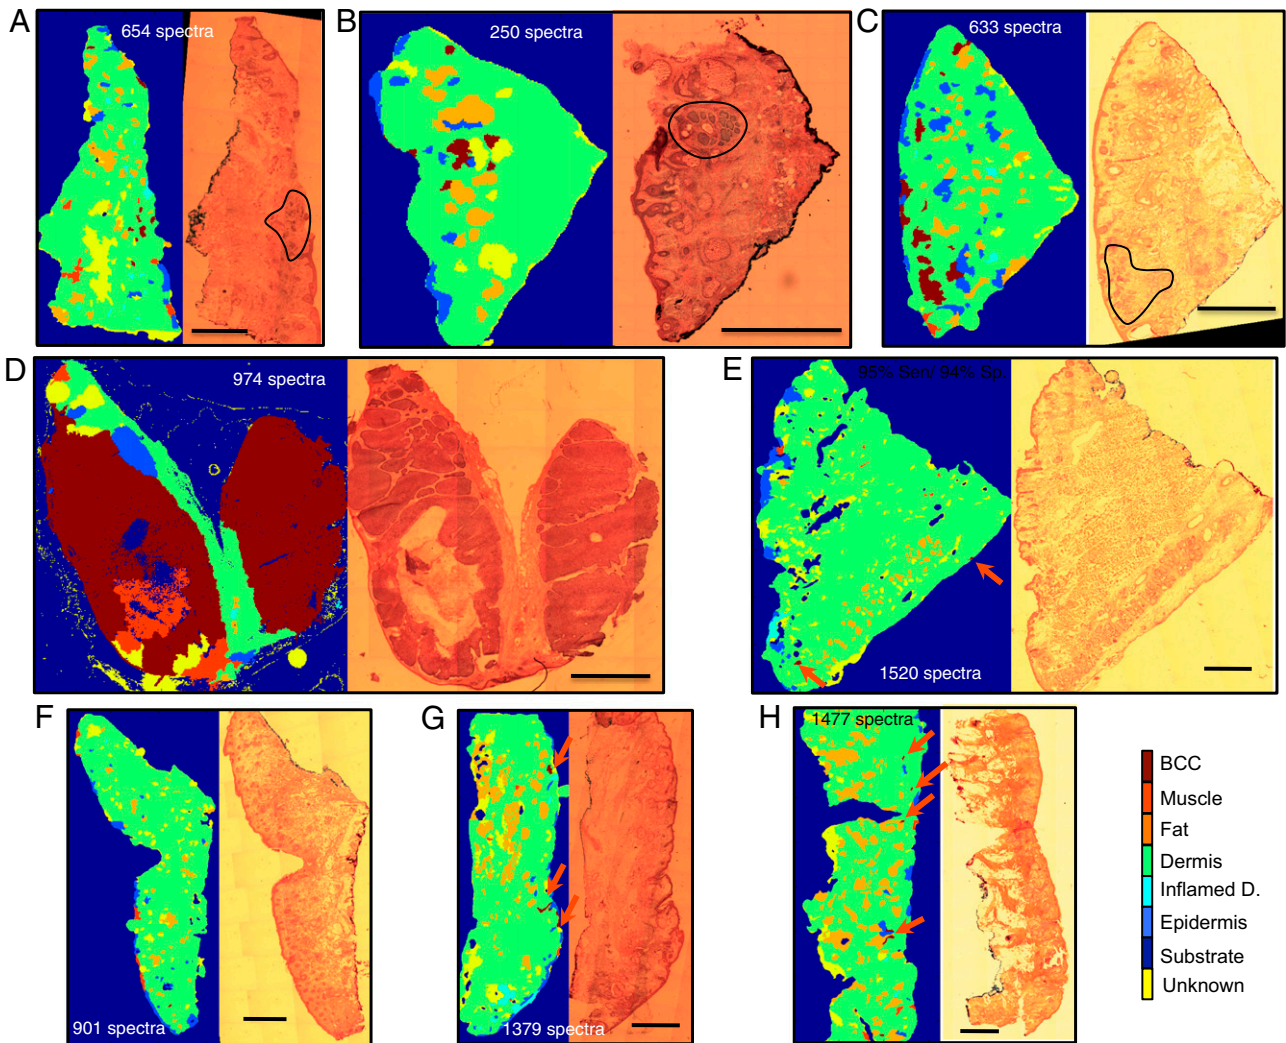 A
654 spectra
B
250 spectra
C
633 spectra
D
974 spectra
E
95% Sen/ 94% Sp.
1520 spectra
F
901 spectra
G
1379 spectra
H
1477 spectra
BCC
Muscle
Fat
Dermis
Inflamed D.
Epidermis
Substrate
Unknown